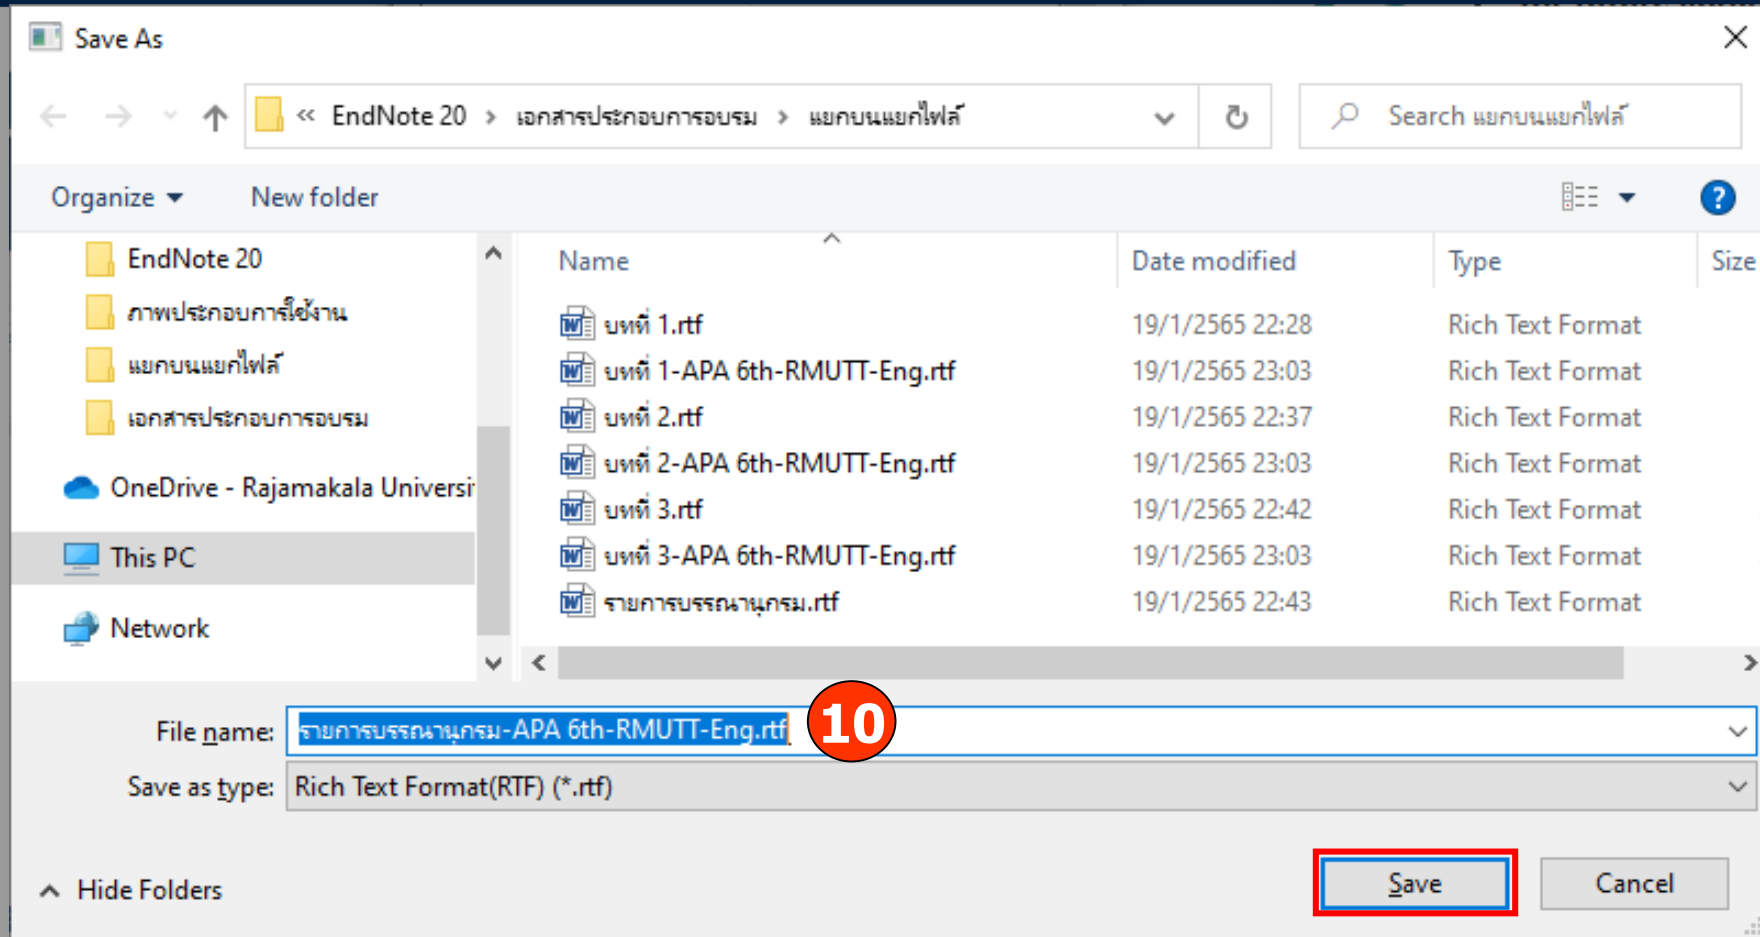 Save As
« EndNote 20 › เอกสารประกอบการอบรม › แยกบนแยกไฟล์
Search แยกบนแยกไฟล์
Organize
New folder
?
EndNote 20
ภาพประกอบการใช้งาน
แยกบนแยกไฟล์
เอกสารประกอบการอบรม
OneDrive - Rajamakala Universi
This PC
Network
Name Date modified Type Size
บทที่ 1.rtf 19/1/2565 22:28 Rich Text Format
บทที่ 1-APA 6th-RMUTT-Eng.rtf 19/1/2565 23:03 Rich Text Format
บทที่ 2.rtf 19/1/2565 22:37 Rich Text Format
บทที่ 2-APA 6th-RMUTT-Eng.rtf 19/1/2565 23:03 Rich Text Format
บทที่ 3.rtf 19/1/2565 22:42 Rich Text Format
บทที่ 3-APA 6th-RMUTT-Eng.rtf 19/1/2565 23:03 Rich Text Format
รายการบรรณานุกรม.rtf 19/1/2565 22:43 Rich Text Format
File name: รายการบรรณานุกรม-APA 6th-RMUTT-Eng.rtf
10
Save as type: Rich Text Format(RTF) (*.rtf)
Hide Folders
Save
Cancel